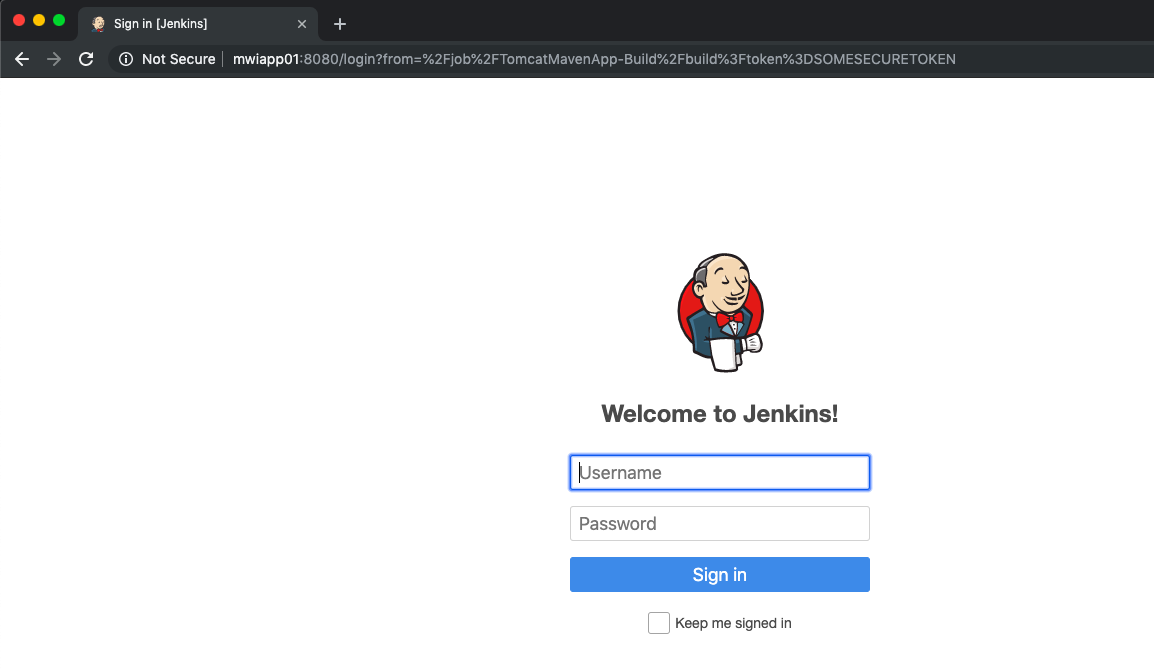 Sign in [Jenkins]
Not Secure | mwiapp01:8080/login?from=%2Fjob%2FTomcatMavenApp-Build%2Fbuild%3Ftoken%3DSOMESECURETOKEN
Welcome to Jenkins!
Username
Password
Sign in
Keep me signed in